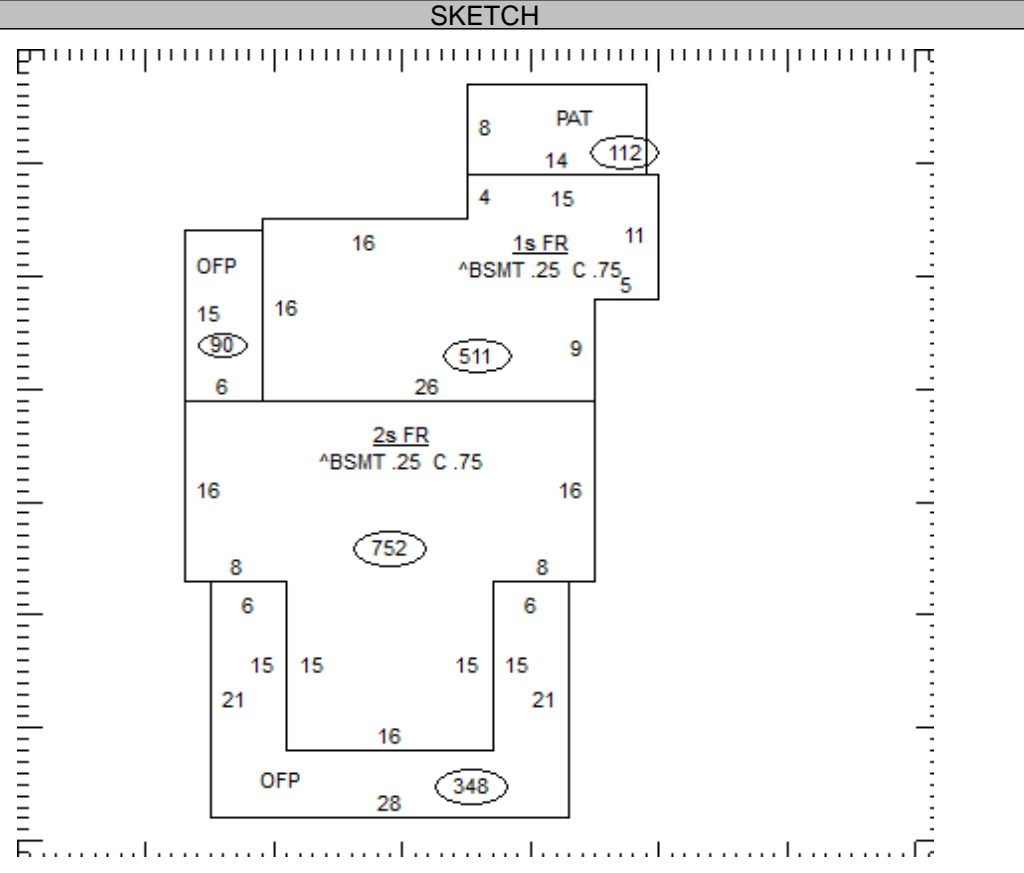 SKETCH
8 PAT
14 112
4 15
16 1s FR 11
OFP ^BSMT .25 C .75
5
15 16
90 511 9
6 26
2s FR
^BSMT .25 C .75
16 16
752
8 8
6 6
15 15 15 15
21 21
16
OFP 348
28